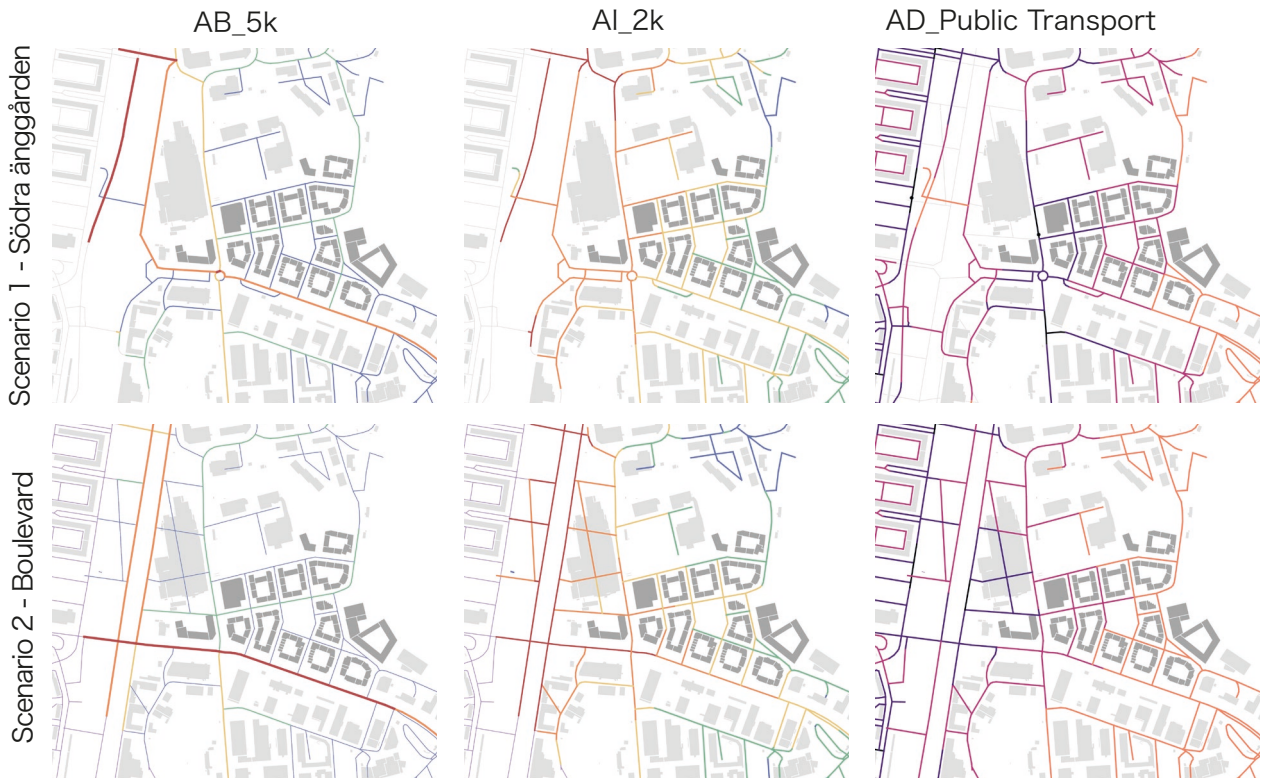 AB_5k
AI_2k
AD_Public Transport
Scenario 1 - Södra änggården
Scenario 2 - Boulevard